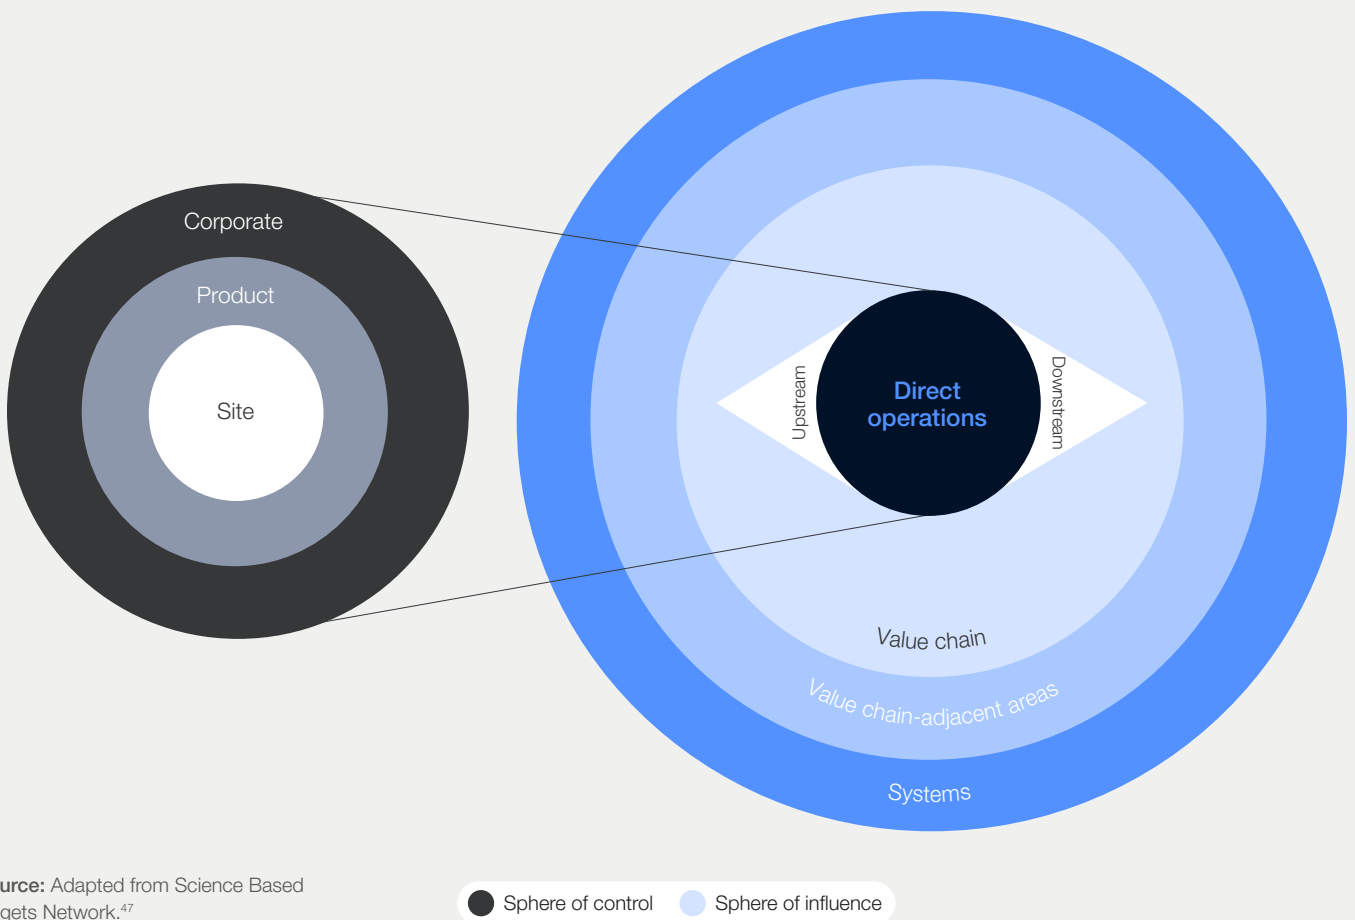 Corporate
Product
Site
Upstream
Direct
operations
Downstream
Value chain
Value chain-adjacent areas
Systems
urce: Adapted from Science Based
gets Network.47
Sphere of control
Sphere of influence